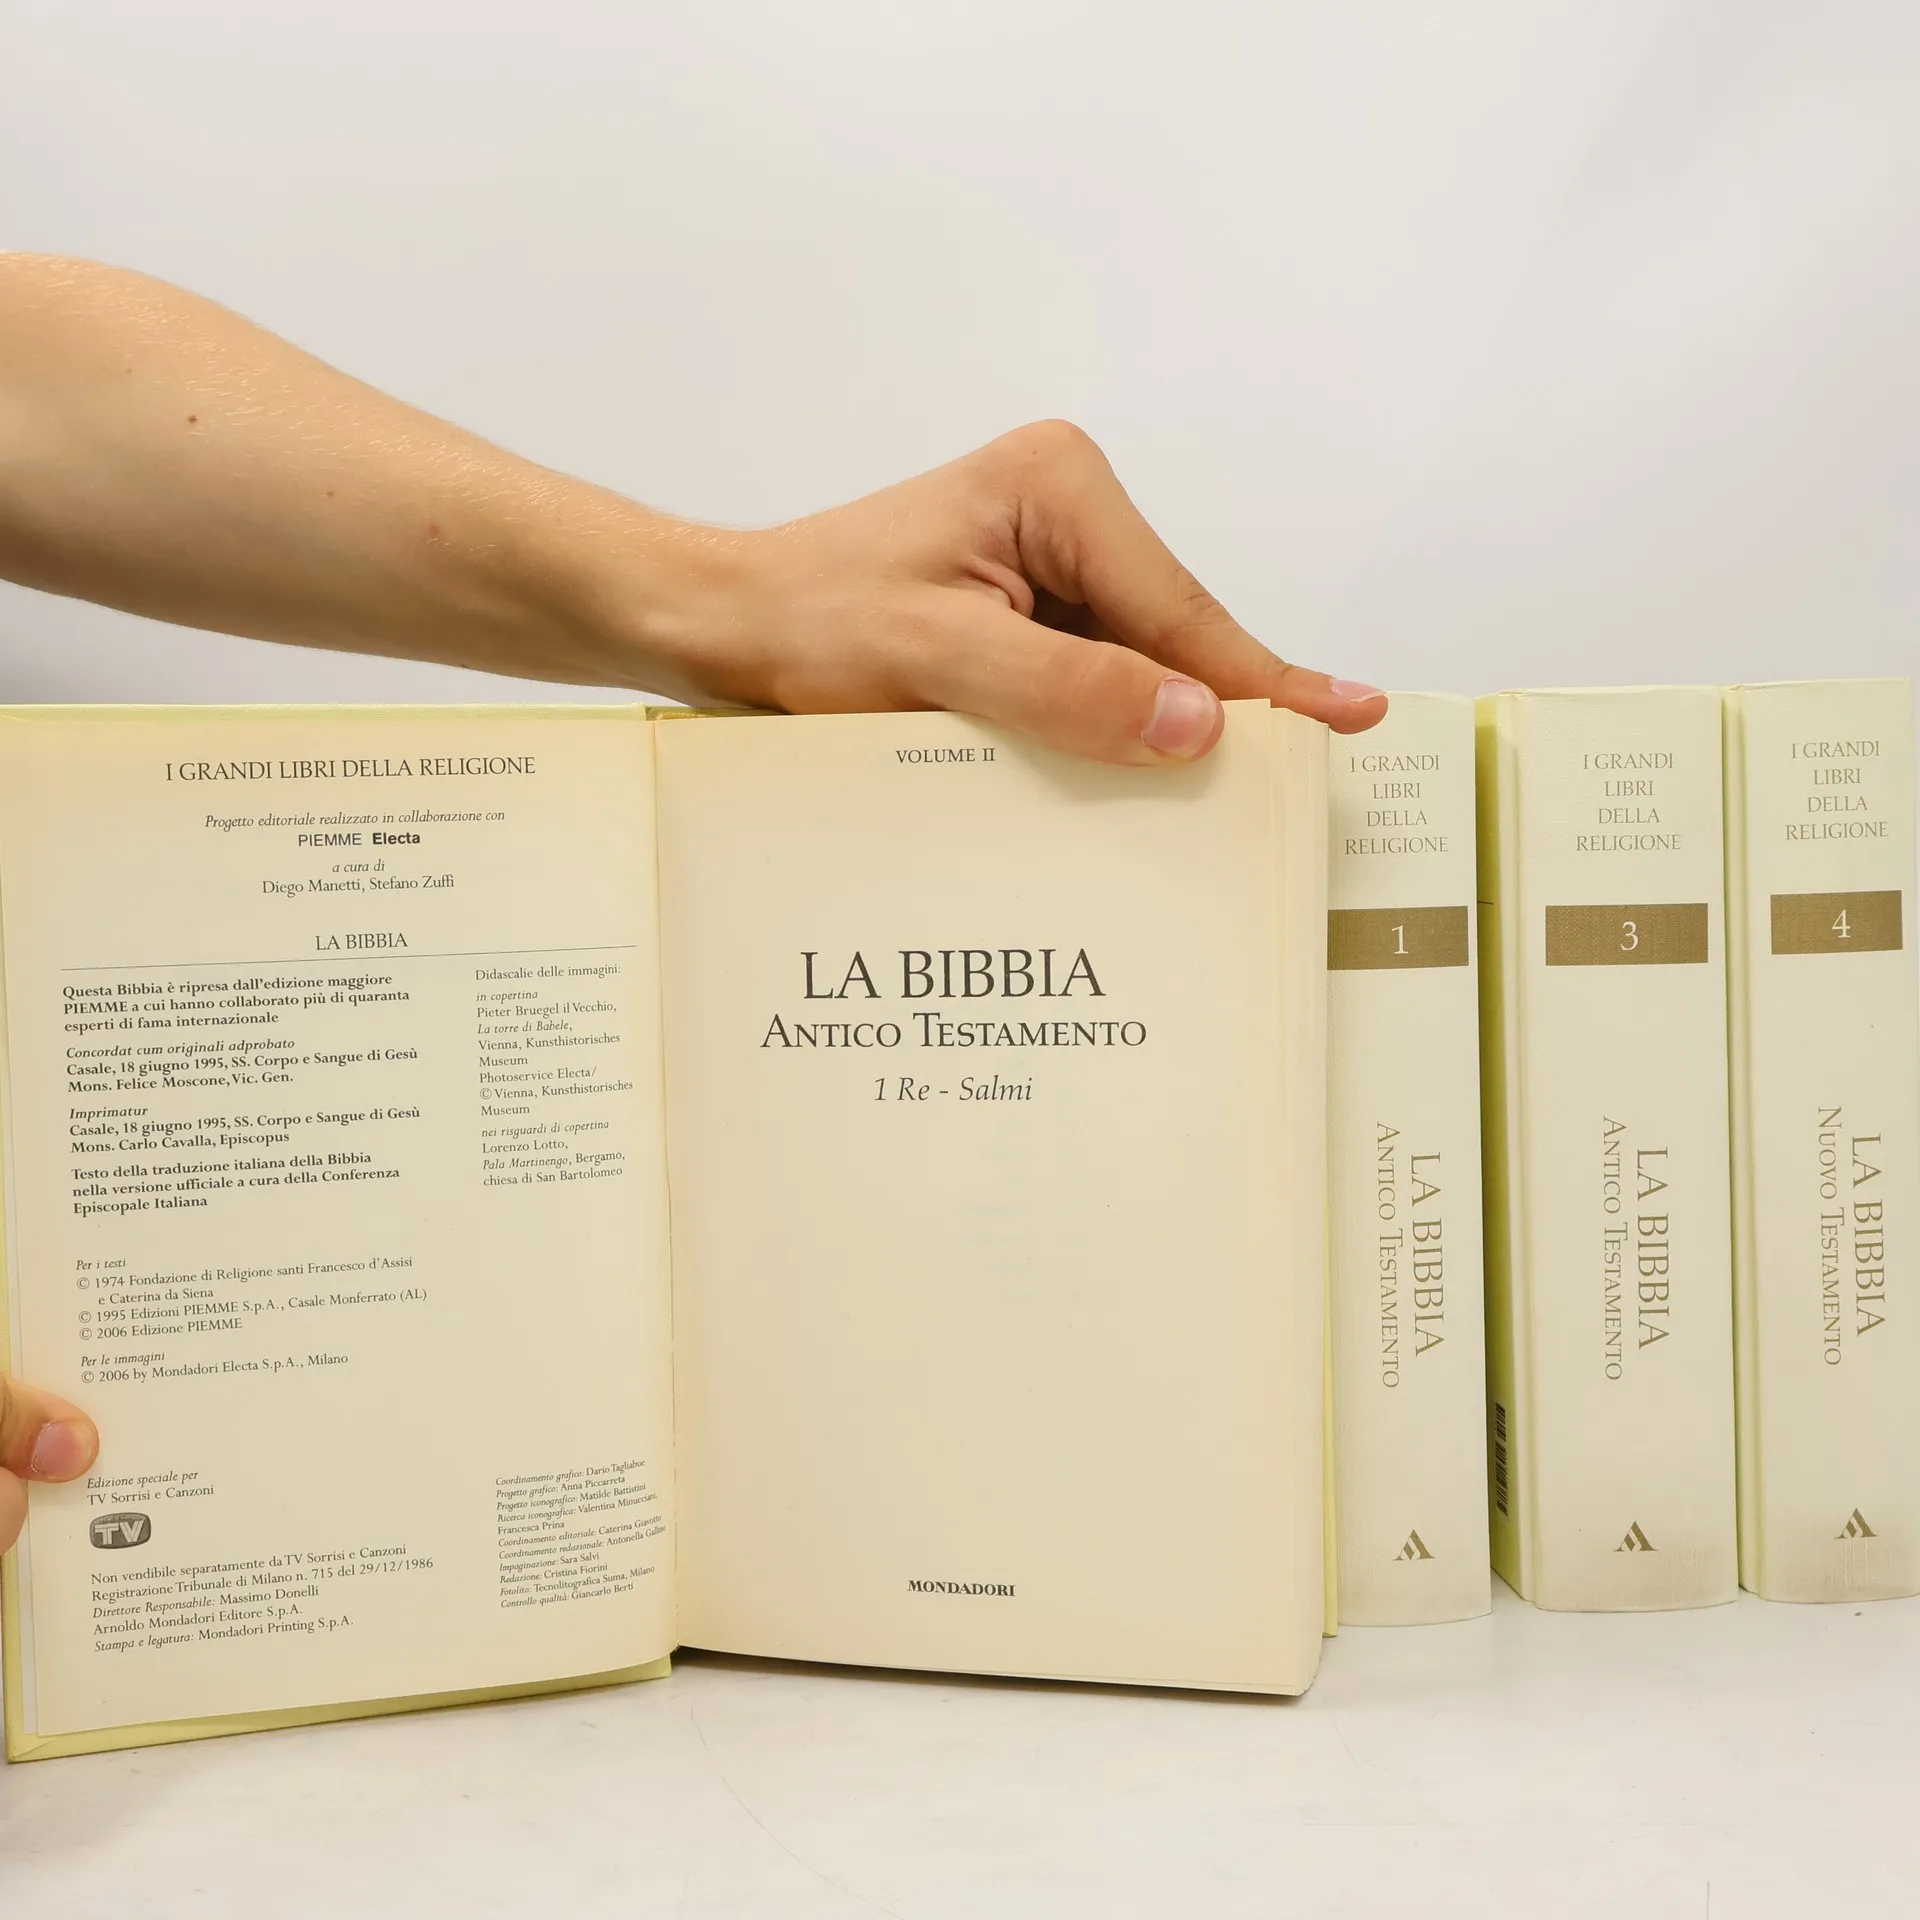 I GRANDI LIBRI DELLA RELIGIONE
Progetto editoriale realizzato in collaborazione con
PIEMME Electa
a cura di
Diego Manetti, Stefano Zuffi
LA BIBBIA
Questa Bibbia è ripresa dall'edizione maggiore
PIEMME a cui hanno collaborato più di quaranta
esperti di fama internazionale
Concordat cum originali adprobato
Casale, 18 giugno 1995, SS. Corpo e Sangue di Gesù
Mons. Felice Moscone, Vic. Gen.
Imprimatur
Casale, 18 giugno 1995, SS. Corpo e Sangue di Gesù
Mons. Carlo Cavalla, Episcopus
Testo della traduzione italiana della Bibbia
nella versione ufficiale a cura della Conferenza
Episcopale Italiana
Per i testi
© 1974 Fondazione di Religione santi Francesco d'Assisi
e Caterina da Siena
© 1995 Edizioni PIEMME S.p.A., Casale Monferrato (AL)
© 2006 Edizione PIEMME
Per le immagini
© 2006 by Mondadori Electa S.p.A., Milano
Edizione speciale per
TV Sorrisi e Canzoni
TV
Non vendibile separatamente da TV Sorrisi e Canzoni
Registrazione Tribunale di Milano n. 715 del 29/12/1986
Direttore Responsabile: Massimo Donelli
Arnoldo Mondadori Editore S.p.A.
Stampa e legatura: Mondadori Printing S.p.A.
Didascalie delle immagini:
in copertina
Pieter Bruegel il Vecchio,
La torre di Babele,
Vienna, Kunsthistorisches
Museum
Photoservice Electa/
© Vienna, Kunsthistorisches
Museum
nei risguardi di copertina
Lorenzo Lotto,
Pala Martinengo, Bergamo,
chiesa di San Bartolomeo
Coordinamento grafico: Dario Tagliabue
Progetto grafico: Anna Piccarreta
Progetto iconografico: Matilde Battistini
Ricerca iconografica: Valentina Minucciani,
Francesca Prina
Coordinamento editoriale: Caterina Giavotto
Coordinamento redazionale: Antonella Gallino
Impaginazione: Sara Salvi
Redazione: Cristina Fiorini
Fotolito: Tecnolitografica Suma, Milano
Controllo qualità: Giancarlo Berti
VOLUME II
LA BIBBIA
ANTICO TESTAMENTO
1 Re - Salmi
MONDADORI
I GRANDI
LIBRI
DELLA
RELIGIONE
1
LA BIBBIA
ANTICO TESTAMENTO
I GRANDI
LIBRI
DELLA
RELIGIONE
3
LA BIBBIA
ANTICO TESTAMENTO
I GRANDI
LIBRI
DELLA
RELIGIONE
4
LA BIBBIA
NUOVO TESTAMENTO